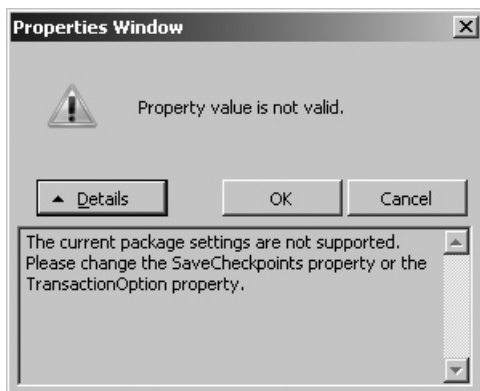 Properties Window
Property value is not valid.
Details
OK
Cancel
The current package settings are not supported.
Please change the SaveCheckpoints property or the
TransactionOption property.